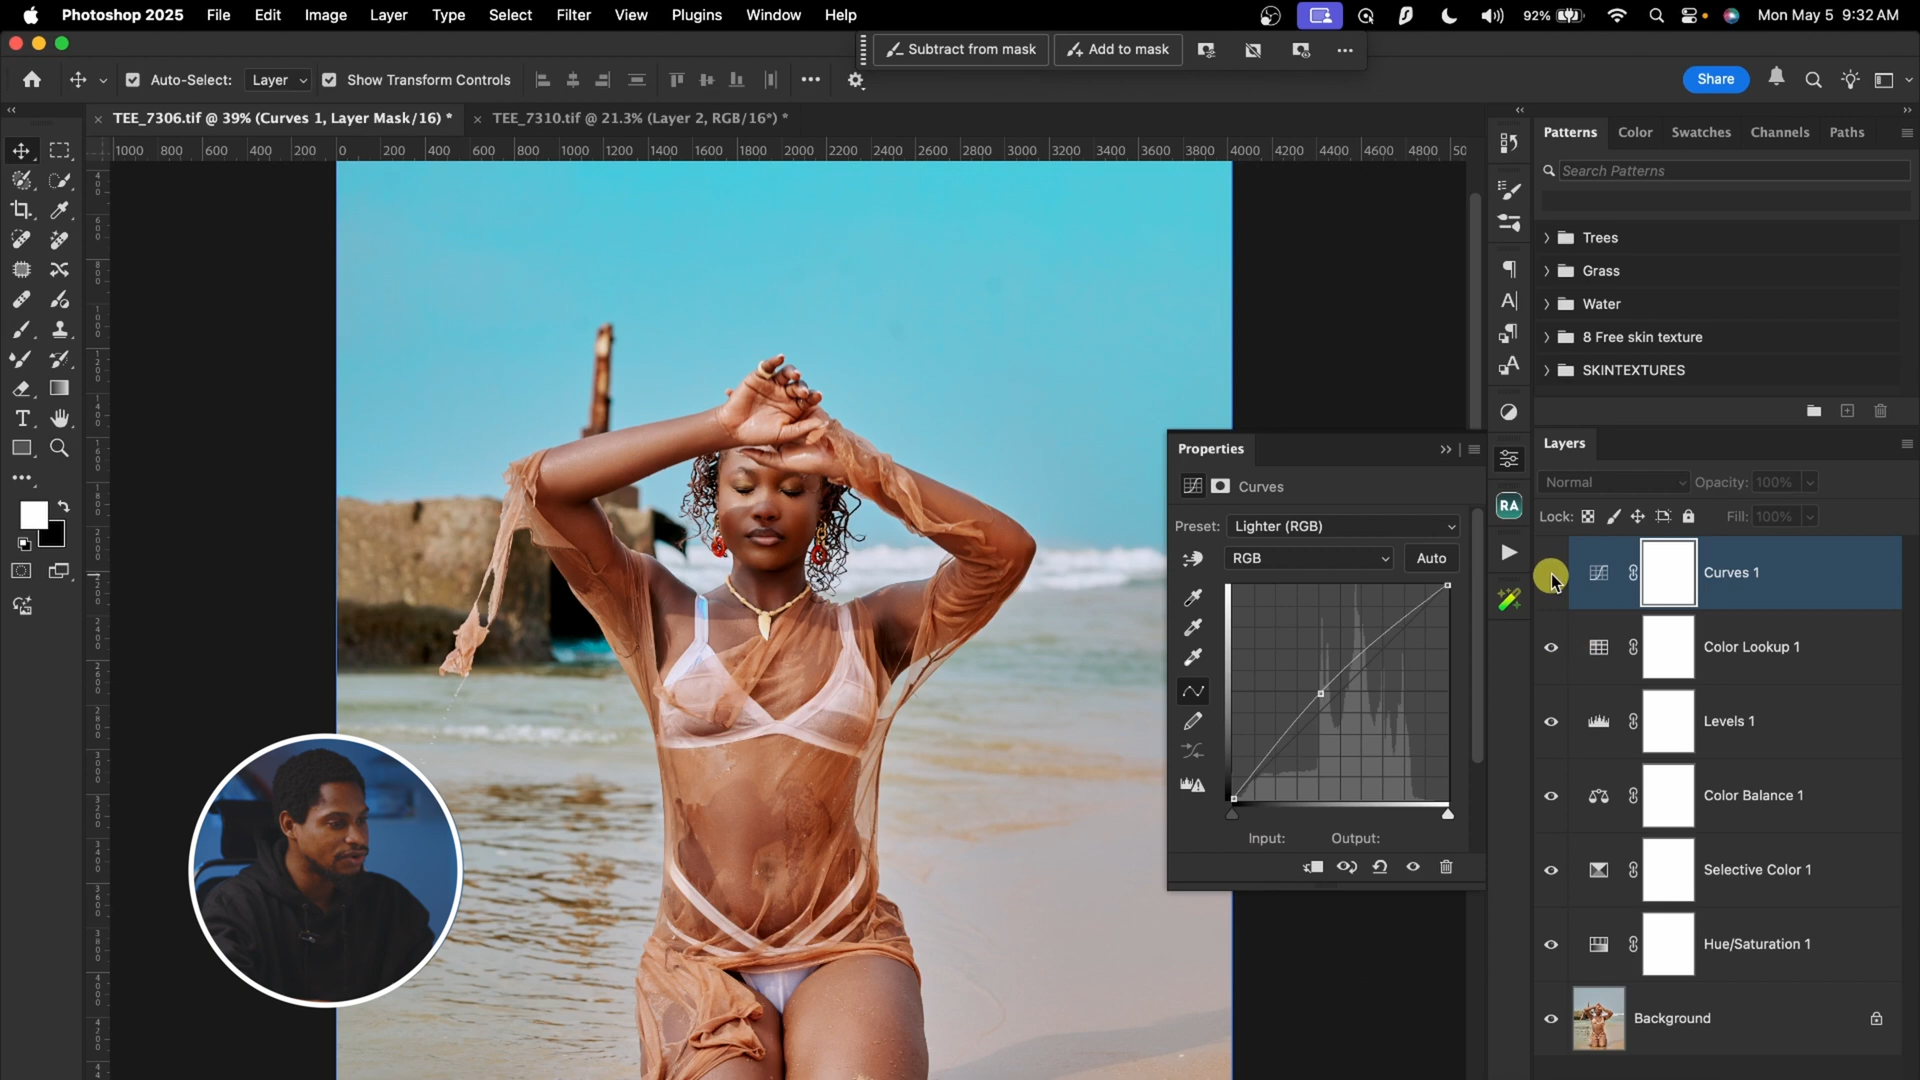 Photoshop 2025 File Edit Image Layer Type Select Filter View Plugins Window Help 92% Mon May 5 9:32 AM
Subtract from mask Add to mask
Auto-Select: Layer Show Transform Controls Share
TEE_7306.tif @ 39% (Curves 1, Layer Mask/16) * TEE_7310.tif @ 21.3% (Layer 2, RGB/16*) *
1000 800 600 400 200 0 200 400 600 800 1000 1200 1400 1600 1800 2000 2200 2400 2600 2800 3000 3200 3400 3600 3800 4000 4200 4400 4600 4800 50
Patterns Color Swatches Channels Paths
Search Patterns
Trees
Grass
Water
8 Free skin texture
SKINTEXTURES
Properties
Curves
Preset: Lighter (RGB)
RGB Auto
Input: Output:
RA
Layers
Normal Opacity: 100%
Lock: Fill: 100%
Curves 1
Color Lookup 1
Levels 1
Color Balance 1
Selective Color 1
Hue/Saturation 1
Background